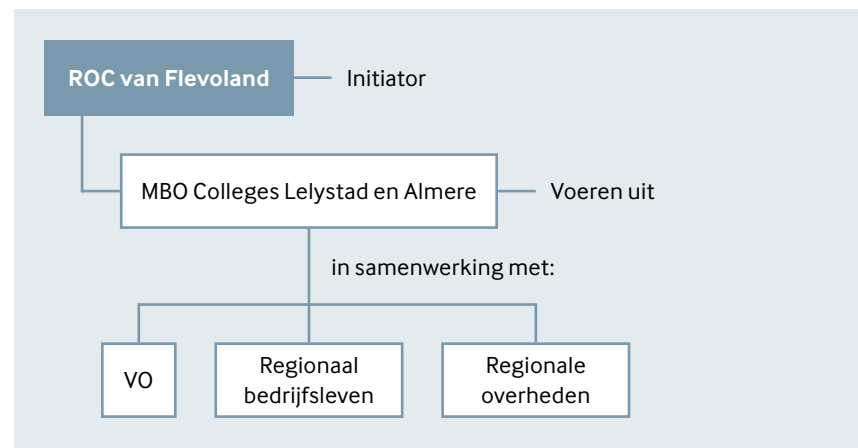 ROC van Flevoland
Initiator
MBO Colleges Lelystad en Almere
Voeren uit
in samenwerking met:
VO
Regionaal
bedrijfsleven
Regionale
overheden